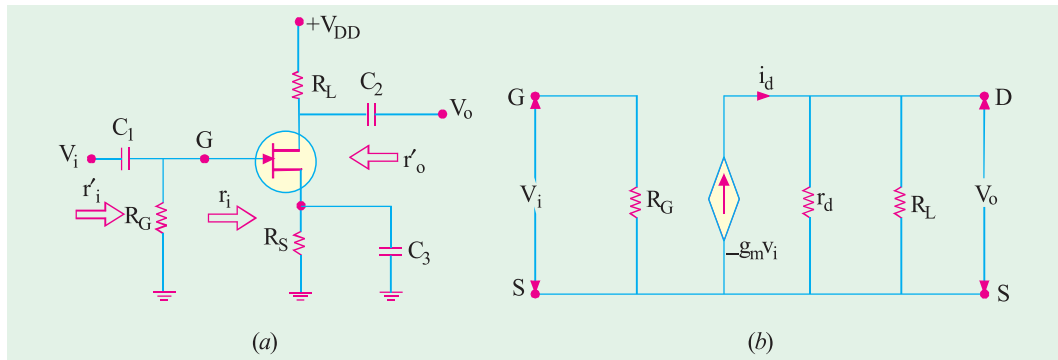 +V_DD
R_L
C_2
V_o
C_1
G
V_i
r'_o
r'_i
R_G
r_i
R_S
C_3
(a)
i_d
G
D
V_i
R_G
r_d
R_L
V_o
–g_m v_i
S
S
(b)